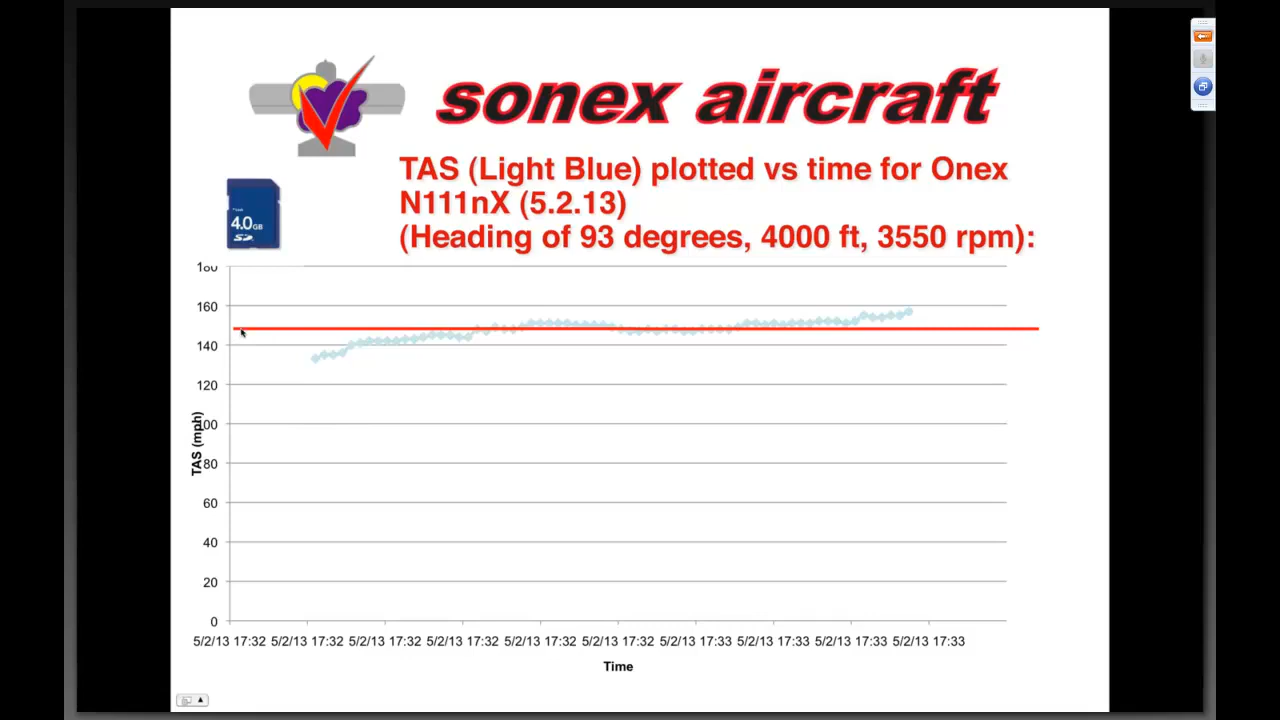 sonex aircraft
TAS (Light Blue) plotted vs time for Onex
N111nX (5.2.13)
(Heading of 93 degrees, 4000 ft, 3550 rpm):
4.0GB
SD
180
160
140
120
100
80
60
40
20
0
TAS (mph)
5/2/13 17:32 5/2/13 17:32 5/2/13 17:32 5/2/13 17:32 5/2/13 17:32 5/2/13 17:32 5/2/13 17:33 5/2/13 17:33 5/2/13 17:33 5/2/13 17:33
Time